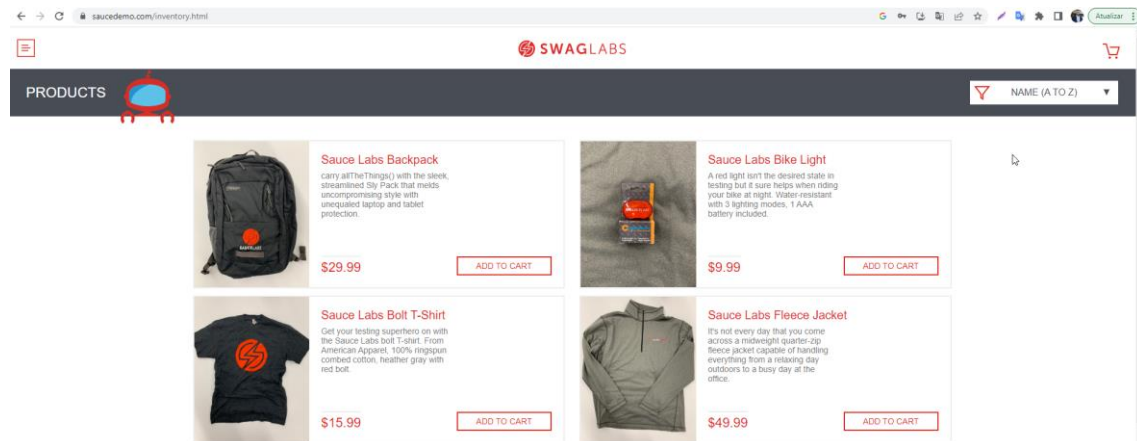 saucedemo.com/inventory.html
Atualizar
SWAGLABS
PRODUCTS
NAME (A TO Z)
Sauce Labs Backpack
carry.allTheThings() with the sleek,
streamlined Sly Pack that melds
uncompromising style with
unequaled laptop and tablet
protection.
$29.99
ADD TO CART
Sauce Labs Bike Light
A red light isn't the desired state in
testing but it sure helps when riding
your bike at night. Water-resistant
with 3 lighting modes, 1 AAA
battery included.
$9.99
ADD TO CART
Sauce Labs Bolt T-Shirt
Get your testing superhero on with
the Sauce Labs bolt T-shirt. From
American Apparel, 100% ringspun
combed cotton, heather gray with
red bolt.
$15.99
ADD TO CART
Sauce Labs Fleece Jacket
It's not every day that you come
across a midweight quarter-zip
fleece jacket capable of handling
everything from a relaxing day
outdoors to a busy day at the
office.
$49.99
ADD TO CART